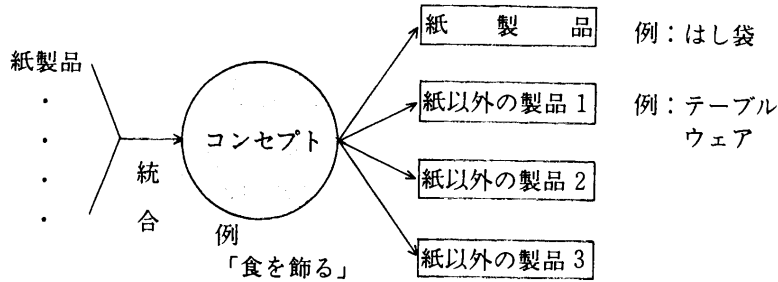 紙製品
・
・
・
・
統
合
コンセプト
例
「食を飾る」
紙製品
例：はし袋
紙以外の製品1
例：テーブル
ウェア
紙以外の製品2
紙以外の製品3